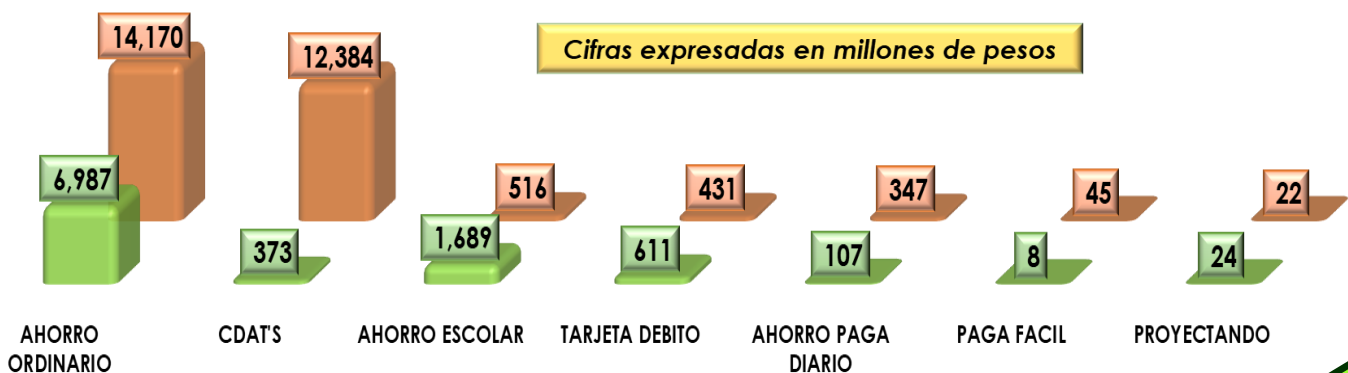 14,170
12,384
Cifras expresadas en millones de pesos
6,987
516
431
347
45
22
373
1,689
611
107
8
24
AHORRO
ORDINARIO
CDAT'S
AHORRO ESCOLAR
TARJETA DEBITO
AHORRO PAGA
DIARIO
PAGA FACIL
PROYECTANDO